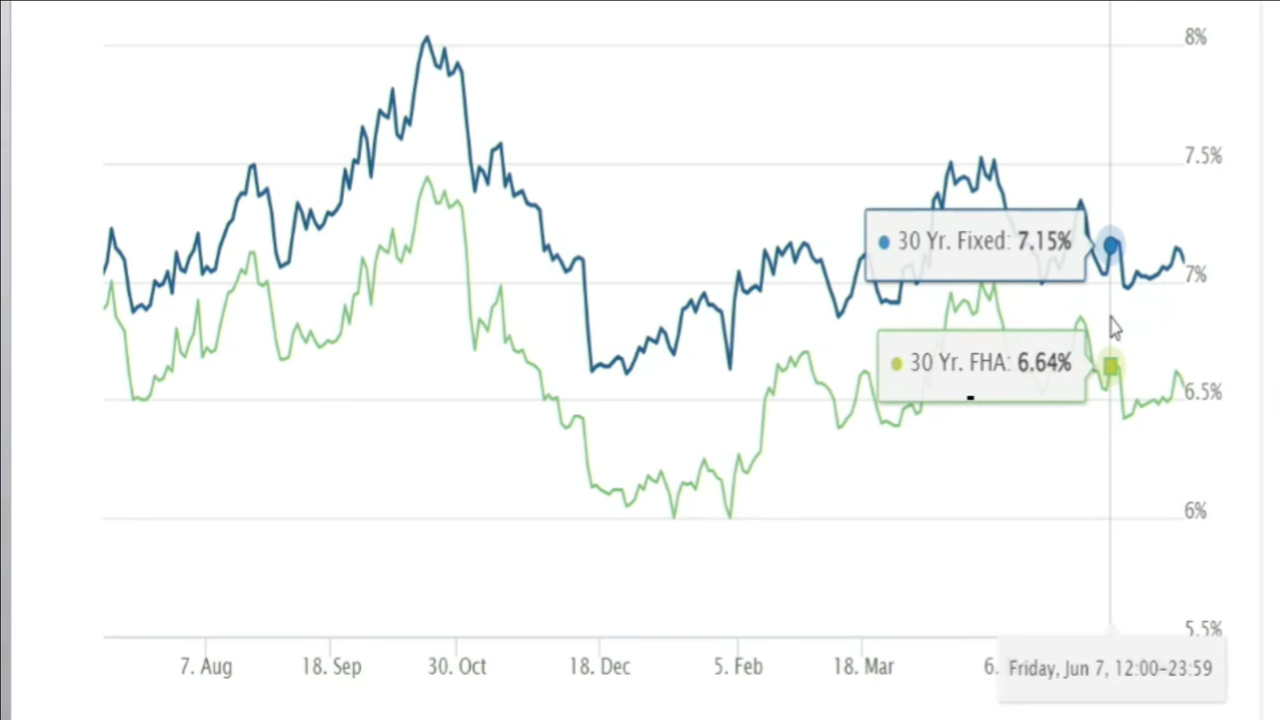 8%
7.5%
30 Yr. Fixed: 7.15%
7%
30 Yr. FHA: 6.64%
6.5%
6%
5.5%
7. Aug 18. Sep 30. Oct 18. Dec 5. Feb 18. Mar 6.
Friday, Jun 7, 12:00–23:59